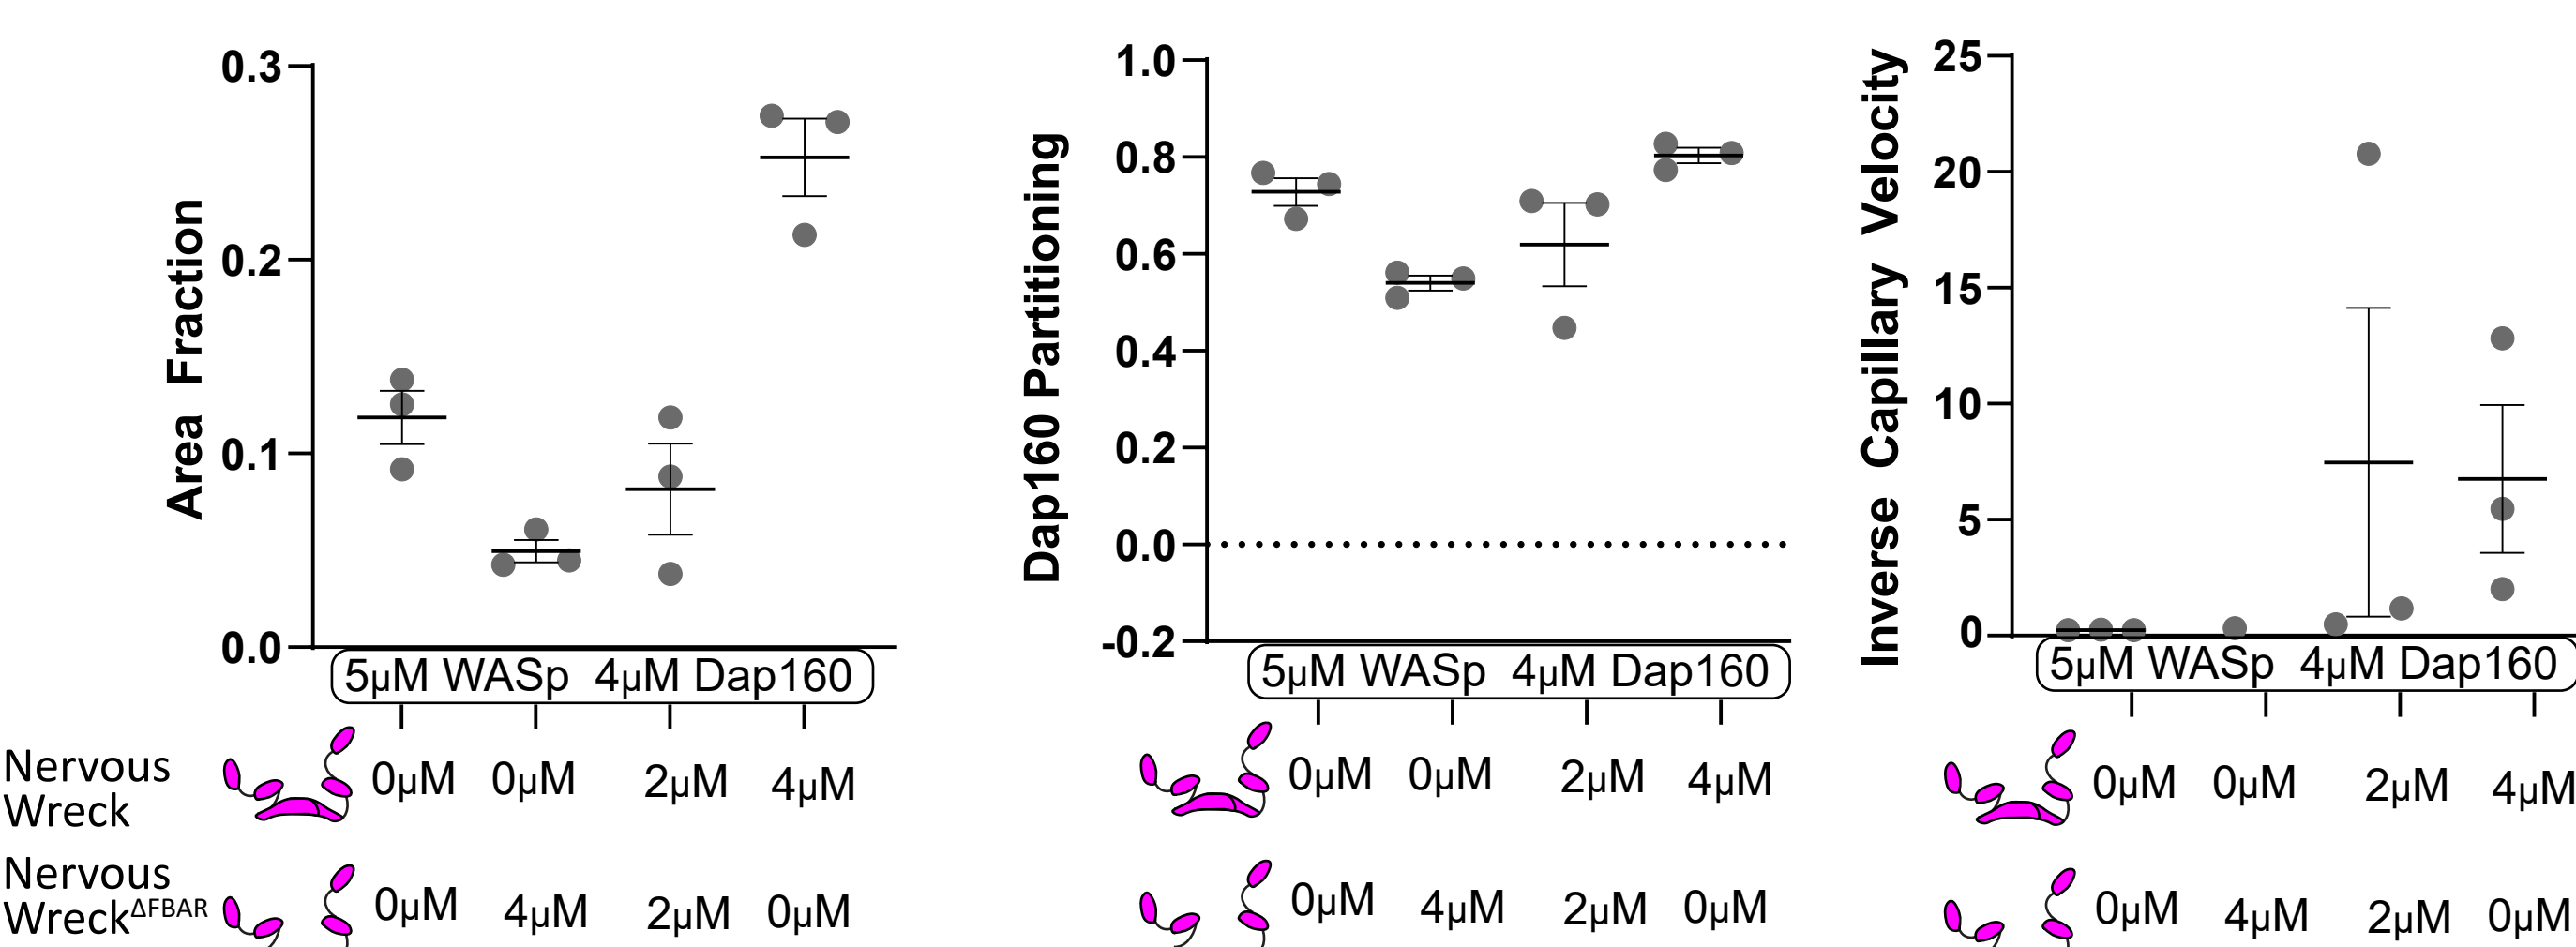 Area Fraction
0.3
0.2
0.1
0.0
5µM WASp 4µM Dap160
Dap160 Partitioning
1.0
0.8
0.6
0.4
0.2
0.0
-0.2
5µM WASp 4µM Dap160
Inverse Capillary Velocity
25
20
15
10
5
0
5µM WASp 4µM Dap160
Nervous
Wreck
0µM 0µM 2µM 4µM
0µM 0µM 2µM 4µM
0µM 0µM 2µM 4µM
Nervous
Wreck^ΔFBAR
0µM 4µM 2µM 0µM
0µM 4µM 2µM 0µM
0µM 4µM 2µM 0µM